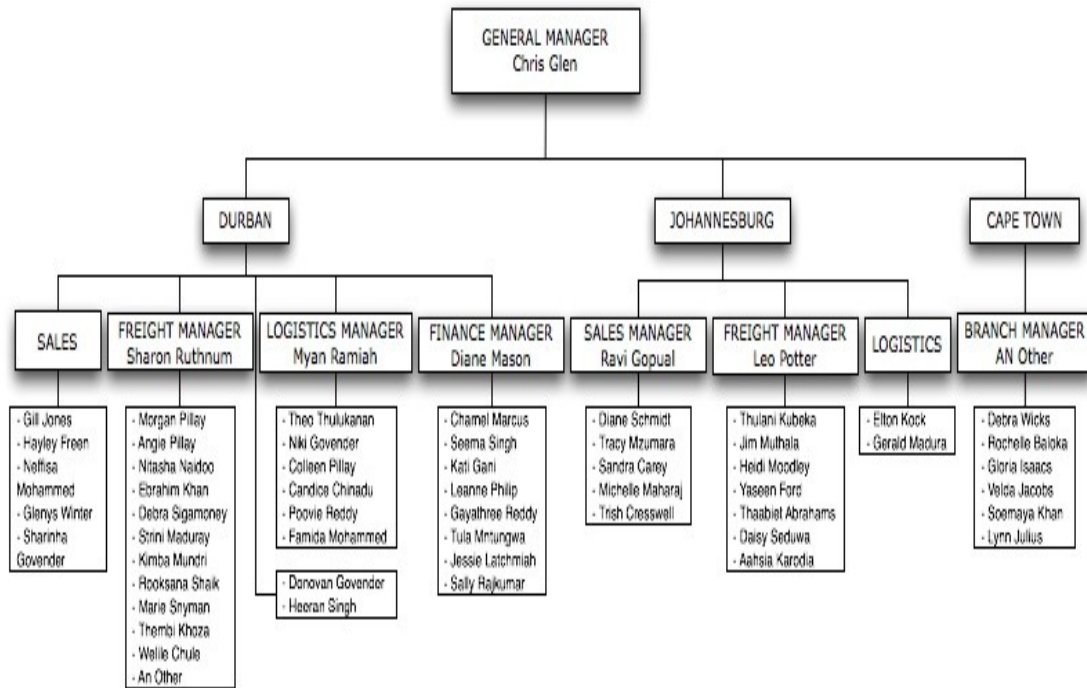 GENERAL MANAGER
Chris Glen
DURBAN
JOHANNESBURG
CAPE TOWN
SALES
FREIGHT MANAGER
Sharon Ruthnum
LOGISTICS MANAGER
Myan Ramiah
FINANCE MANAGER
Diane Mason
SALES MANAGER
Ravi Gopual
FREIGHT MANAGER
Leo Potter
LOGISTICS
BRANCH MANAGER
AN Other
- Gill Jones
- Hayley Freen
- Neffisa
Mohammed
- Glenys Winter
- Sharinha
Govender
- Morgan Pillay
- Angie Pillay
- Nitasha Naidoo
- Ebrahim Khan
- Debra Sigamoney
- Strini Maduray
- Kimba Mundri
- Rooksana Shaik
- Marie Snyman
- Thembi Khoza
- Welile Chule
- An Other
- Theo Thulukanan
- Niki Govender
- Colleen Pillay
- Candice Chinadu
- Poovie Reddy
- Famida Mohammed
- Donovan Govender
- Heeran Singh
- Chamel Marcus
- Seema Singh
- Kati Gani
- Leanne Philip
- Gayathree Reddy
- Tula Mntungwa
- Jessie Latchmiah
- Sally Rajkumar
- Diane Schmidt
- Tracy Mzumara
- Sandra Carey
- Michelle Maharaj
- Trish Cresswell
- Thulani Kubeka
- Jim Muthala
- Heidi Moodley
- Yaseen Ford
- Thaabiet Abrahams
- Daisy Seduwa
- Aahsia Karodia
- Elton Kock
- Gerald Madura
- Debra Wicks
- Rochelle Baloka
- Gloria Isaacs
- Velda Jacobs
- Soemaya Khan
- Lynn Julius